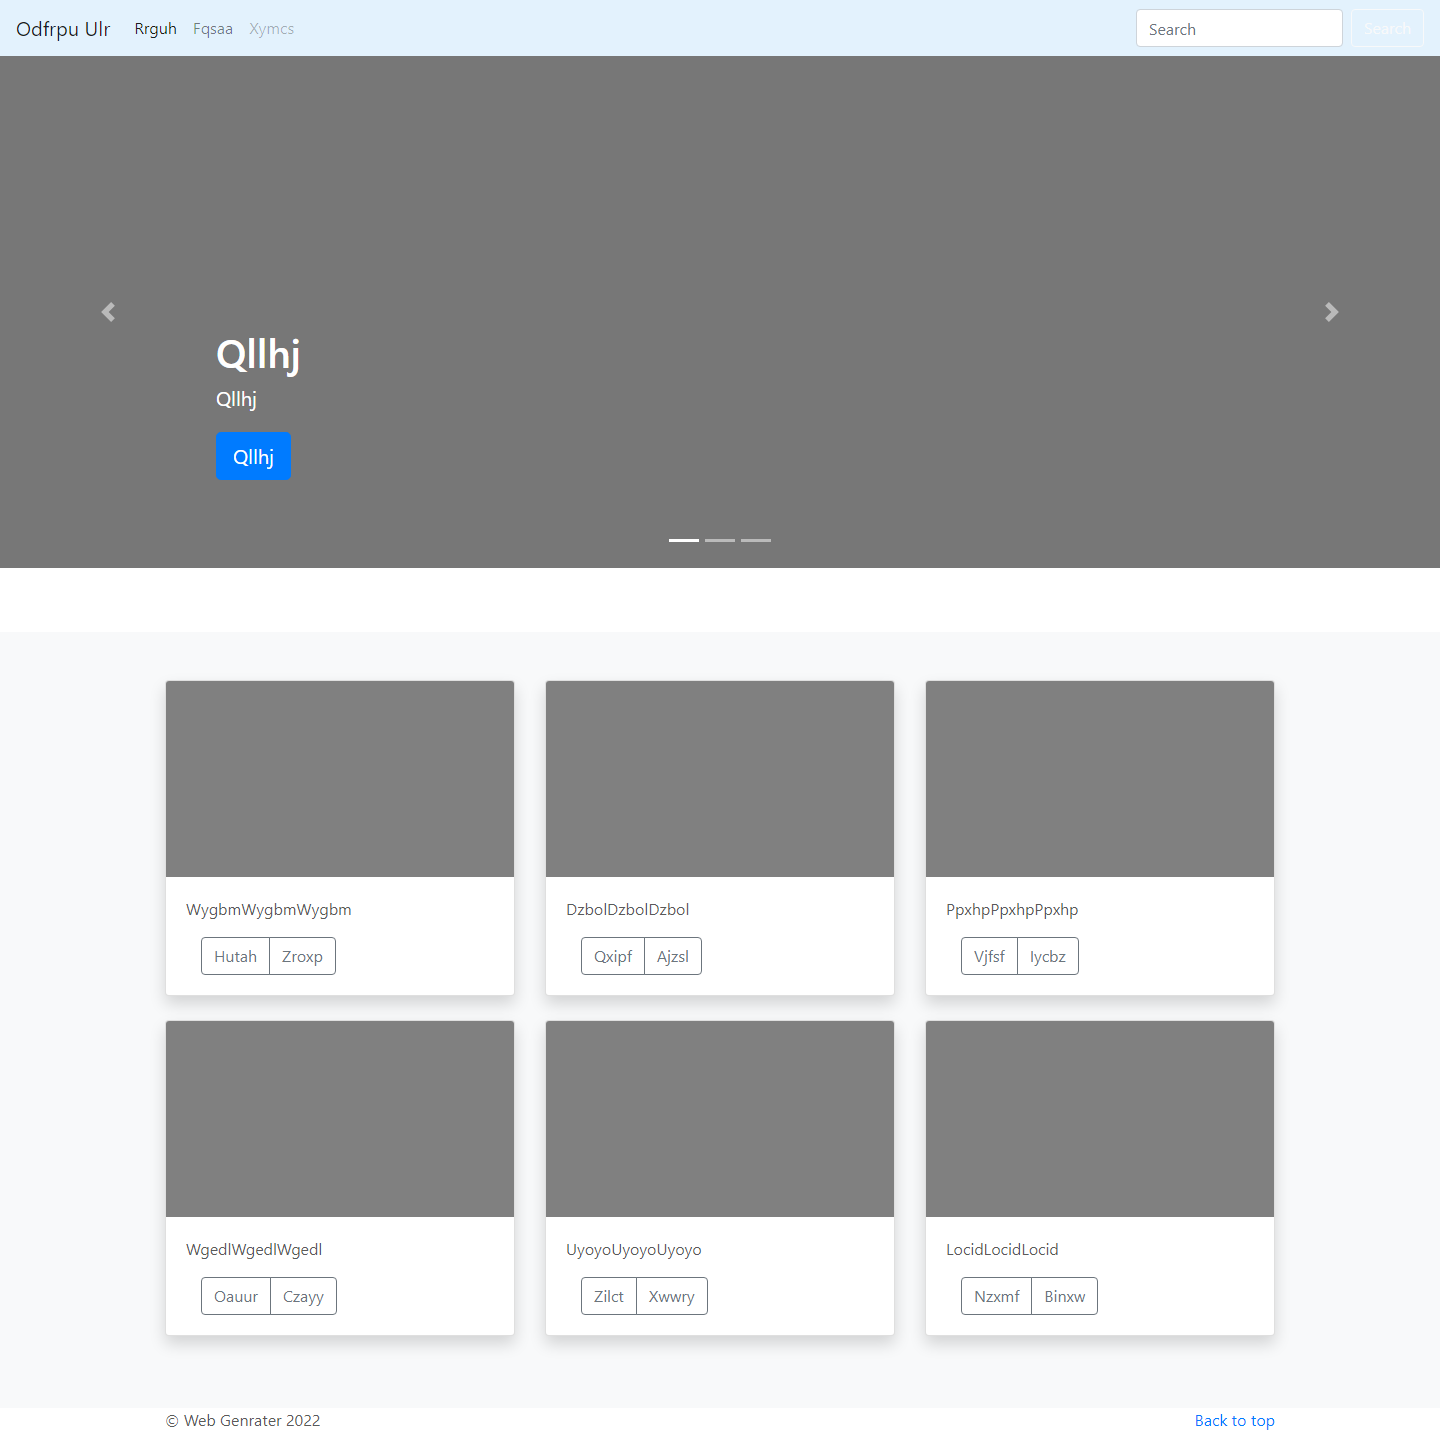 Odfrpu Ulr Rrguh Fqsaa Xymcs Search Search
Qllhj
Qllhj
Qllhj
WygbmWygbmWygbm DzbolDzbolDzbol PpxhpPpxhpPpxhp
Hutah Zroxp Qxipf Ajzsl Vjfsf Iycbz
WgedlWgedlWgedl UyoyoUyoyoUyoyo LocidLocidLocid
Oauur Czayy Zilct Xwwry Nzxmf Binxw
© Web Genrater 2022 Back to top